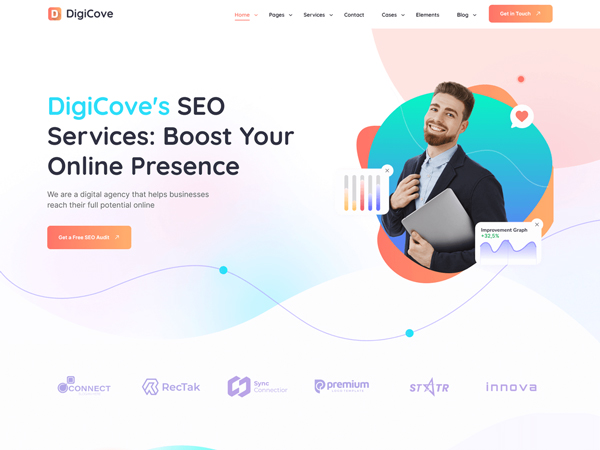 D DigiCove
Home Pages Services Contact Cases Elements Blog Get in Touch
DigiCove's SEO
Services: Boost Your
Online Presence
We are a digital agency that helps businesses
reach their full potential online
Get a Free SEO Audit
Improvement Graph
+32,5%
CONNECT
RecTak
Sync
Connector
premium
STATR
innova